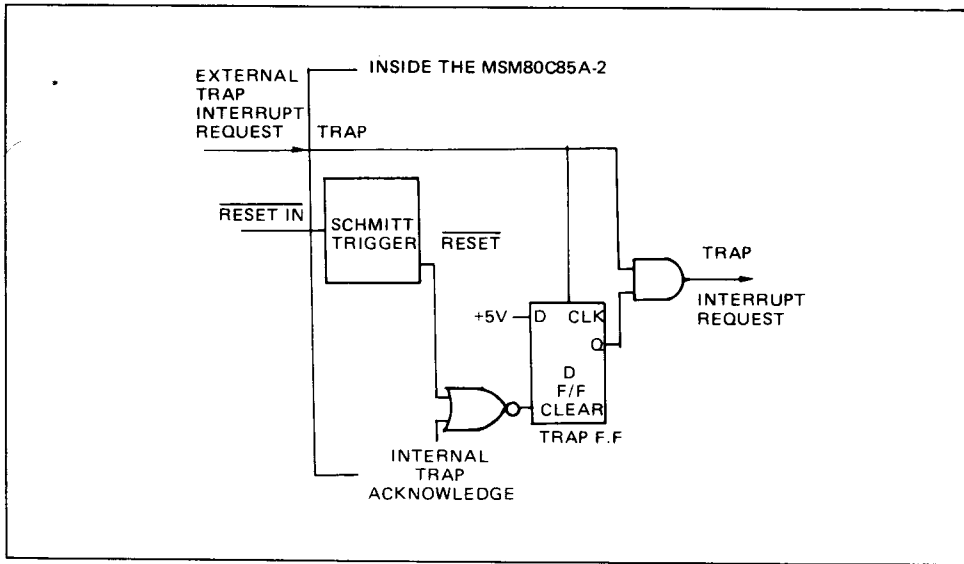 INSIDE THE MSM80C85A-2
EXTERNAL
TRAP
INTERRUPT
REQUEST
TRAP
RESET IN
SCHMITT
TRIGGER
RESET
TRAP
INTERRUPT
REQUEST
+5V
D CLK
Q
D
F/F
CLEAR
TRAP F.F
INTERNAL
TRAP
ACKNOWLEDGE